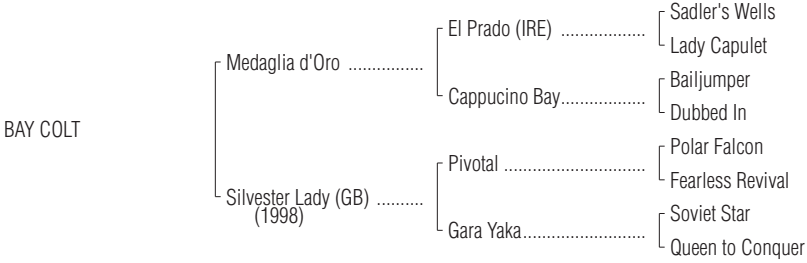 Sadler's Wells
El Prado (IRE) ..................
Lady Capulet
Medaglia d'Oro ................
Bailjumper
Cappucino Bay..................
Dubbed In
BAY COLT
Polar Falcon
Pivotal ..............................
Fearless Revival
Silvester Lady (GB) ..........
(1998)
Soviet Star
Gara Yaka..........................
Queen to Conquer